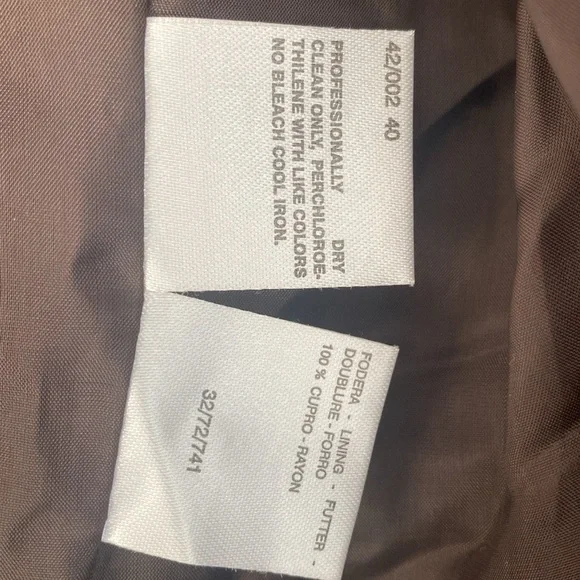 42/002 40
PROFESSIONALLY DRY
CLEAN ONLY, PERCHLOROE-
THILENE WITH LIKE COLORS
NO BLEACH COOL IRON.
FODERA - LINING - FUTTER -
DOUBLURE - FORRO
100 % CUPRO - RAYON
32/72/741